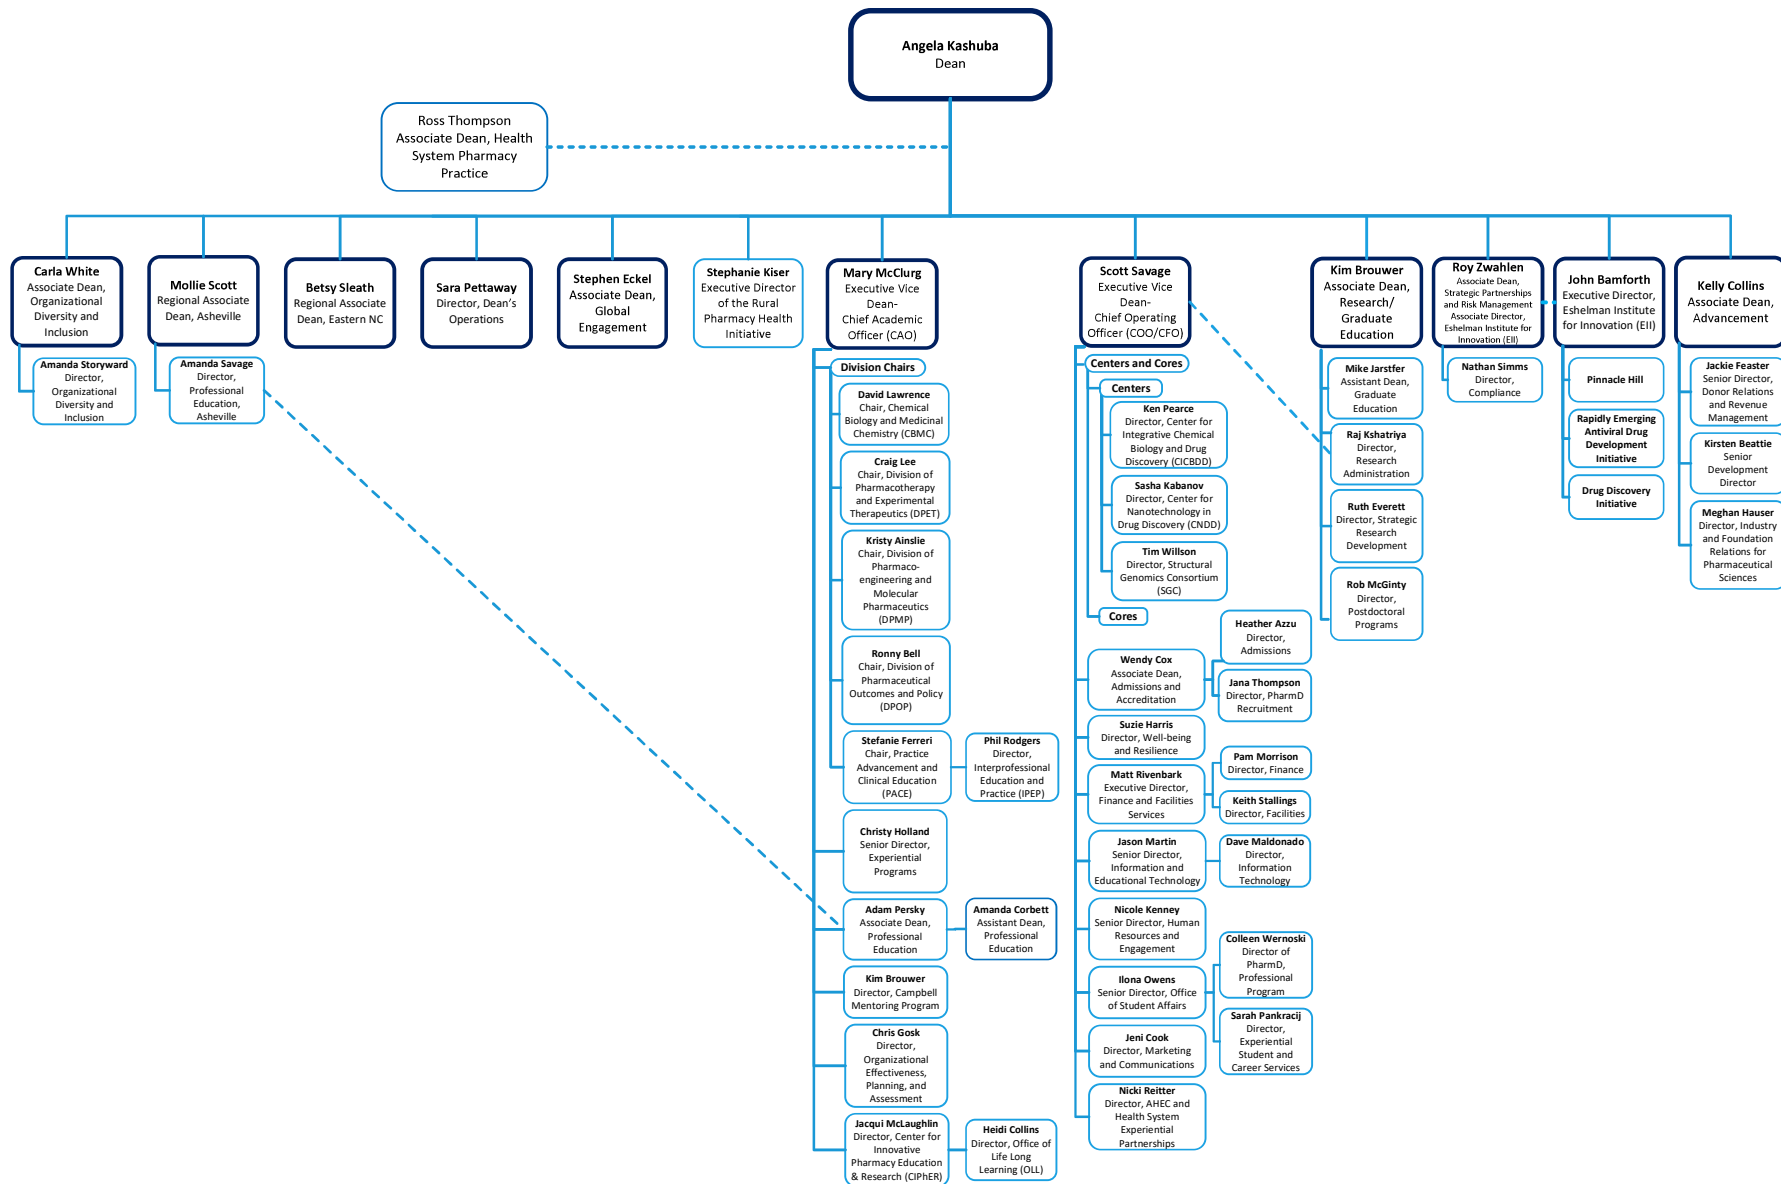 Angela Kashuba
Dean
Ross Thompson
Associate Dean, Health
System Pharmacy
Practice
Carla White
Associate Dean,
Organizational
Diversity and
Inclusion
Amanda Storyward
Director,
Organizational
Diversity and
Inclusion
Mollie Scott
Regional Associate
Dean, Asheville
Amanda Savage
Director,
Professional
Education,
Asheville
Betsy Sleath
Regional Associate
Dean, Eastern NC
Sara Pettaway
Director, Dean's
Operations
Stephen Eckel
Associate Dean,
Global
Engagement
Stephanie Kiser
Executive Director
of the Rural
Pharmacy Health
Initiative
Mary McClurg
Executive Vice
Dean-
Chief Academic
Officer (CAO)
Division Chairs
David Lawrence
Chair, Chemical
Biology and Medicinal
Chemistry (CBMC)
Craig Lee
Chair, Division of
Pharmacotherapy
and Experimental
Therapeutics (DPET)
Kristy Ainslie
Chair, Division of
Pharmaco-
engineering and
Molecular
Pharmaceutics
(DPMP)
Ronny Bell
Chair, Division of
Pharmaceutical
Outcomes and Policy
(DPOP)
Stefanie Ferreri
Chair, Practice
Advancement and
Clinical Education
(PACE)
Phil Rodgers
Director,
Interprofessional
Education and
Practice (IPEP)
Christy Holland
Senior Director,
Experiential
Programs
Adam Persky
Associate Dean,
Professional
Education
Amanda Corbett
Assistant Dean,
Professional
Education
Kim Brouwer
Director, Campbell
Mentoring Program
Chris Gosk
Director,
Organizational
Effectiveness,
Planning, and
Assessment
Jacqui McLaughlin
Director, Center for
Innovative
Pharmacy Education
& Research (CIPhER)
Heidi Collins
Director, Office of
Life Long
Learning (OLL)
Scott Savage
Executive Vice
Dean-
Chief Operating
Officer (COO/CFO)
Centers and Cores
Centers
Ken Pearce
Director, Center for
Integrative Chemical
Biology and Drug
Discovery (CICBDD)
Sasha Kabanov
Director, Center for
Nanotechnology in
Drug Discovery (CNDD)
Tim Willson
Director, Structural
Genomics Consortium
(SGC)
Cores
Wendy Cox
Associate Dean,
Admissions and
Accreditation
Heather Azzu
Director,
Admissions
Jana Thompson
Director, PharmD
Recruitment
Suzie Harris
Director, Well-being
and Resilience
Matt Rivenbark
Executive Director,
Finance and Facilities
Services
Pam Morrison
Director, Finance
Keith Stallings
Director, Facilities
Jason Martin
Senior Director,
Information and
Educational Technology
Dave Maldonado
Director,
Information
Technology
Nicole Kenney
Senior Director, Human
Resources and
Engagement
Ilona Owens
Senior Director, Office
of Student Affairs
Colleen Wernoski
Director of
PharmD,
Professional
Program
Sarah Pankracij
Director,
Experiential
Student and
Career Services
Jeni Cook
Director, Marketing
and Communications
Nicki Reitter
Director, AHEC and
Health System
Experiential
Partnerships
Kim Brouwer
Associate Dean,
Research/
Graduate
Education
Mike Jarstfer
Assistant Dean,
Graduate
Education
Raj Kshatriya
Director,
Research
Administration
Ruth Everett
Director, Strategic
Research
Development
Rob McGinty
Director,
Postdoctoral
Programs
Roy Zwahlen
Associate Dean,
Strategic Partnerships
and Risk Management
Associate Director,
Eshelman Institute for
Innovation (EII)
Nathan Simms
Director,
Compliance
John Bamforth
Executive Director,
Eshelman Institute
for Innovation (EII)
Pinnacle Hill
Rapidly Emerging
Antiviral Drug
Development
Initiative
Drug Discovery
Initiative
Kelly Collins
Associate Dean,
Advancement
Jackie Feaster
Senior Director,
Donor Relations
and Revenue
Management
Kirsten Beattie
Senior
Development
Director
Meghan Hauser
Director, Industry
and Foundation
Relations for
Pharmaceutical
Sciences